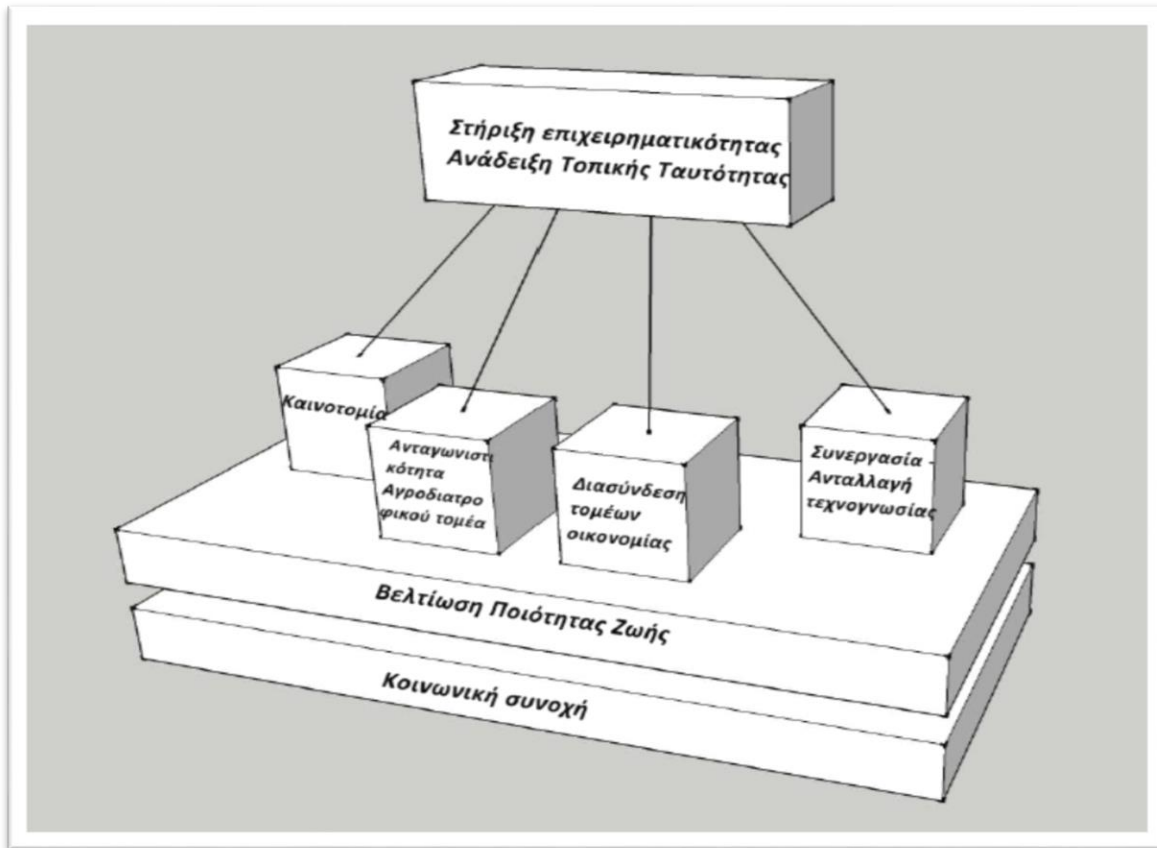 Στήριξη επιχειρηματικότητας
Ανάδειξη Τοπικής Ταυτότητας
Καινοτομία
Ανταγωνιστι
κότητα
Αγροδιατρο
φικού τομέα
Διασύνδεση
τομέων
οικονομίας
Συνεργασία -
Ανταλλαγή
τεχνογνωσίας
Βελτίωση Ποιότητας Ζωής
Κοινωνική συνοχή